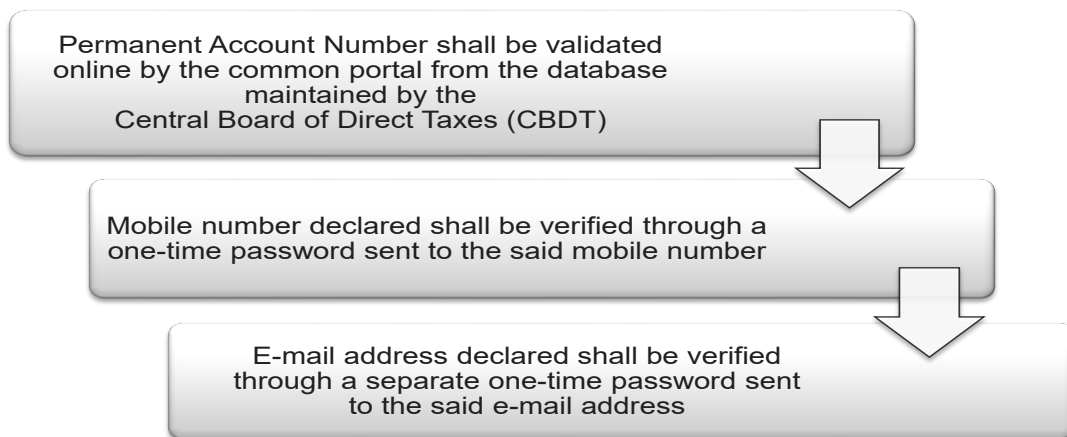 Permanent Account Number shall be validated
online by the common portal from the database
maintained by the
Central Board of Direct Taxes (CBDT)
Mobile number declared shall be verified through a
one-time password sent to the said mobile number
E-mail address declared shall be verified
through a separate one-time password sent
to the said e-mail address